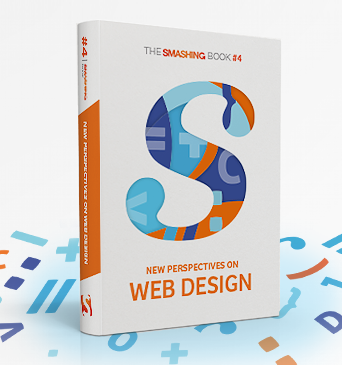 THE SMASHING BOOK #4
NEW PERSPECTIVES ON
WEB DESIGN
#4
NEW PERSPECTIVES ON WEB DESIGN